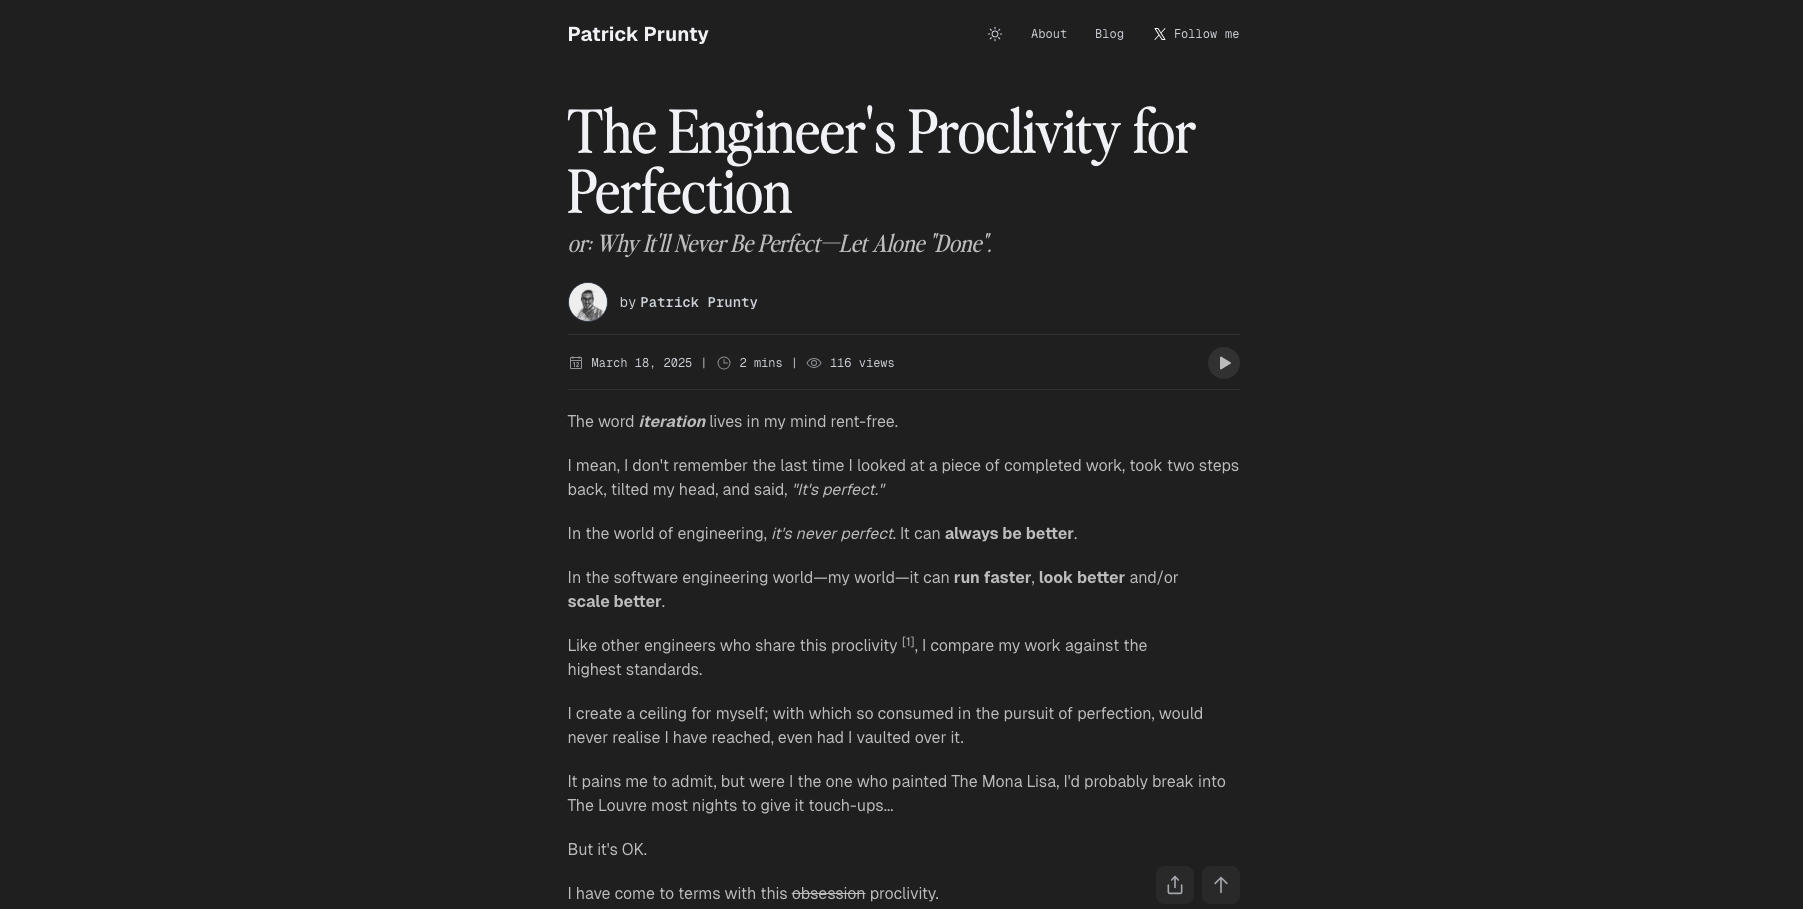 Patrick Prunty
About
Blog
Follow me
The Engineer's Proclivity for
Perfection
or: Why It'll Never Be Perfect—Let Alone "Done".
by Patrick Prunty
March 18, 2025 | 2 mins | 116 views
The word iteration lives in my mind rent-free.
I mean, I don't remember the last time I looked at a piece of completed work, took two steps
back, tilted my head, and said, "It's perfect."
In the world of engineering, it's never perfect. It can always be better.
In the software engineering world—my world—it can run faster, look better and/or
scale better.
Like other engineers who share this proclivity [1], I compare my work against the
highest standards.
I create a ceiling for myself; with which so consumed in the pursuit of perfection, would
never realise I have reached, even had I vaulted over it.
It pains me to admit, but were I the one who painted The Mona Lisa, I'd probably break into
The Louvre most nights to give it touch-ups...
But it's OK.
I have come to terms with this obsession proclivity.